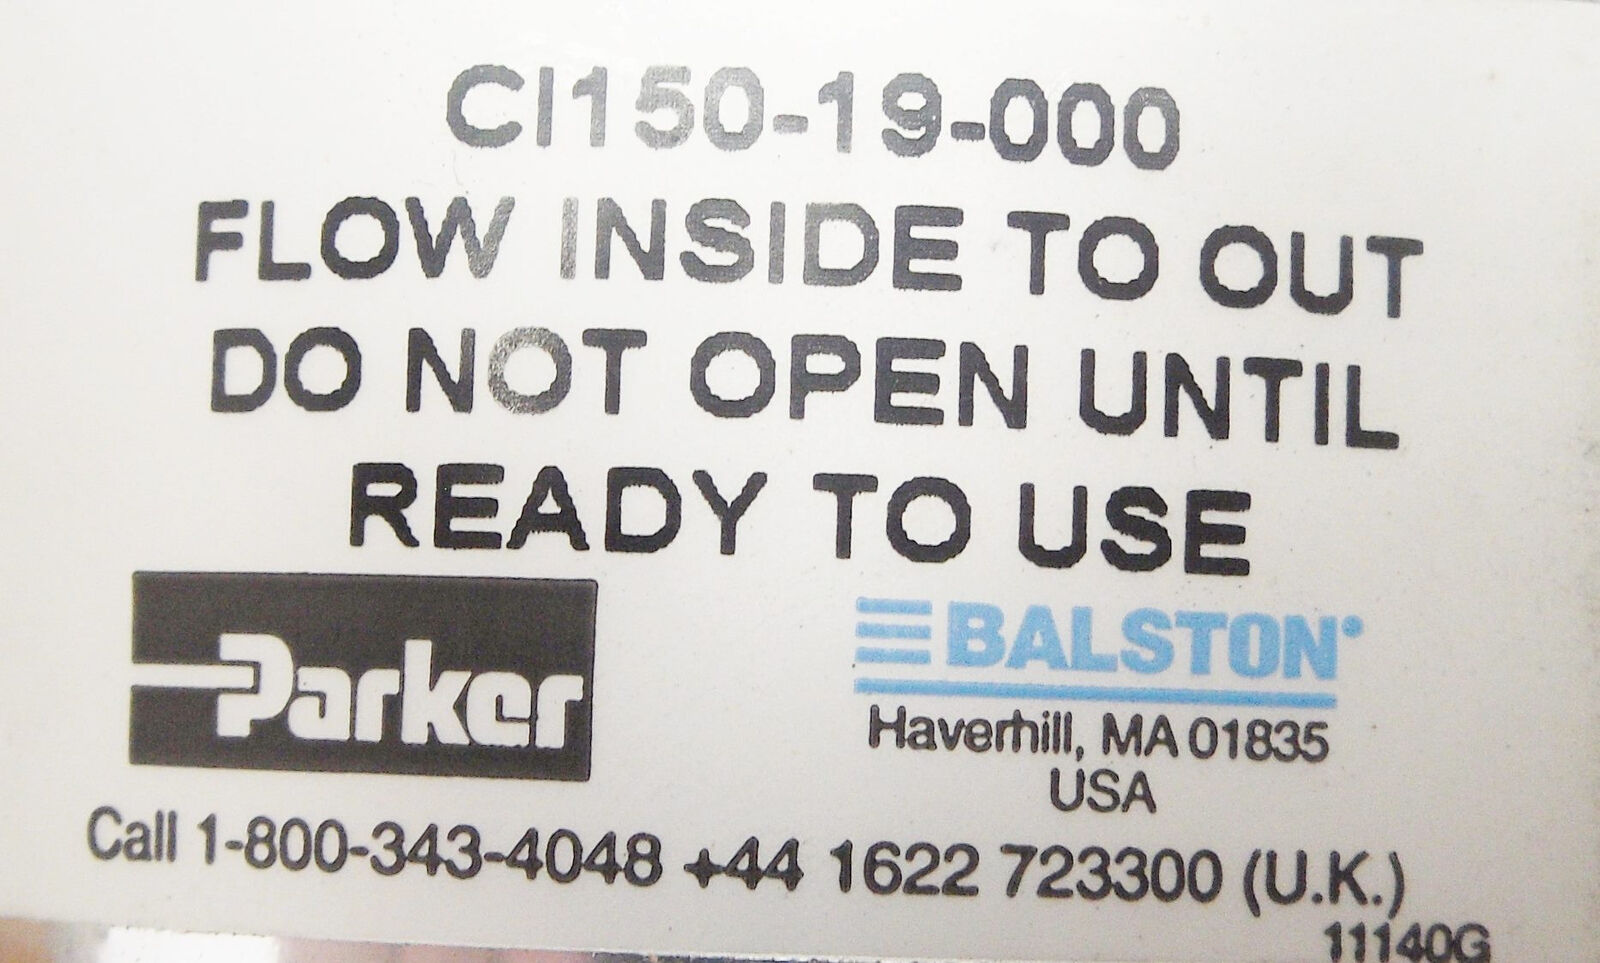 CI150-19-000
FLOW INSIDE TO OUT
DO NOT OPEN UNTIL
READY TO USE
Parker
BALSTON
Haverhill, MA 01835
USA
Call 1-800-343-4048 +44 1622 723300 (U.K.)
11140G